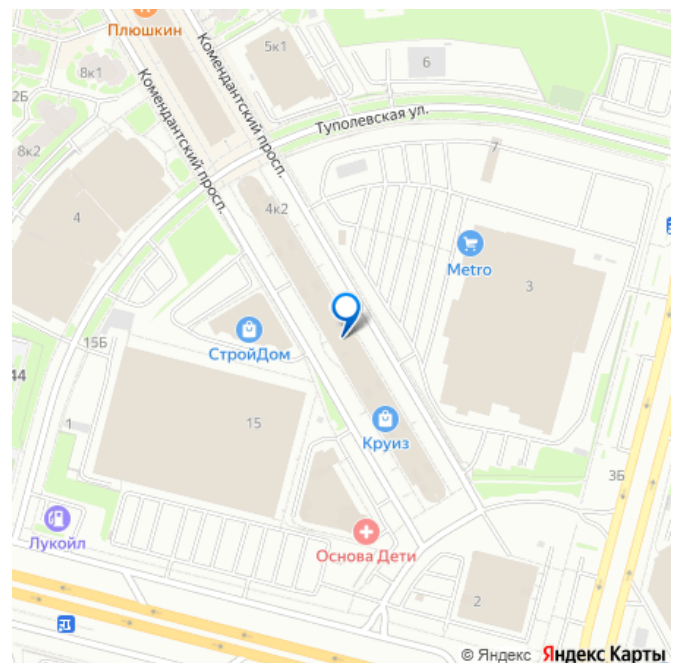 Плюшкин
Комендантский просп.
Комендантский просп.
5к1
6
8к1
2Б
Туполевская ул.
8к2
7
4к2
4
Metro
3
СтройДом
15Б
44
15
1
Круиз
3Б
Лукойл
Основа Дети
2
© Яндекс Яндекс Карты